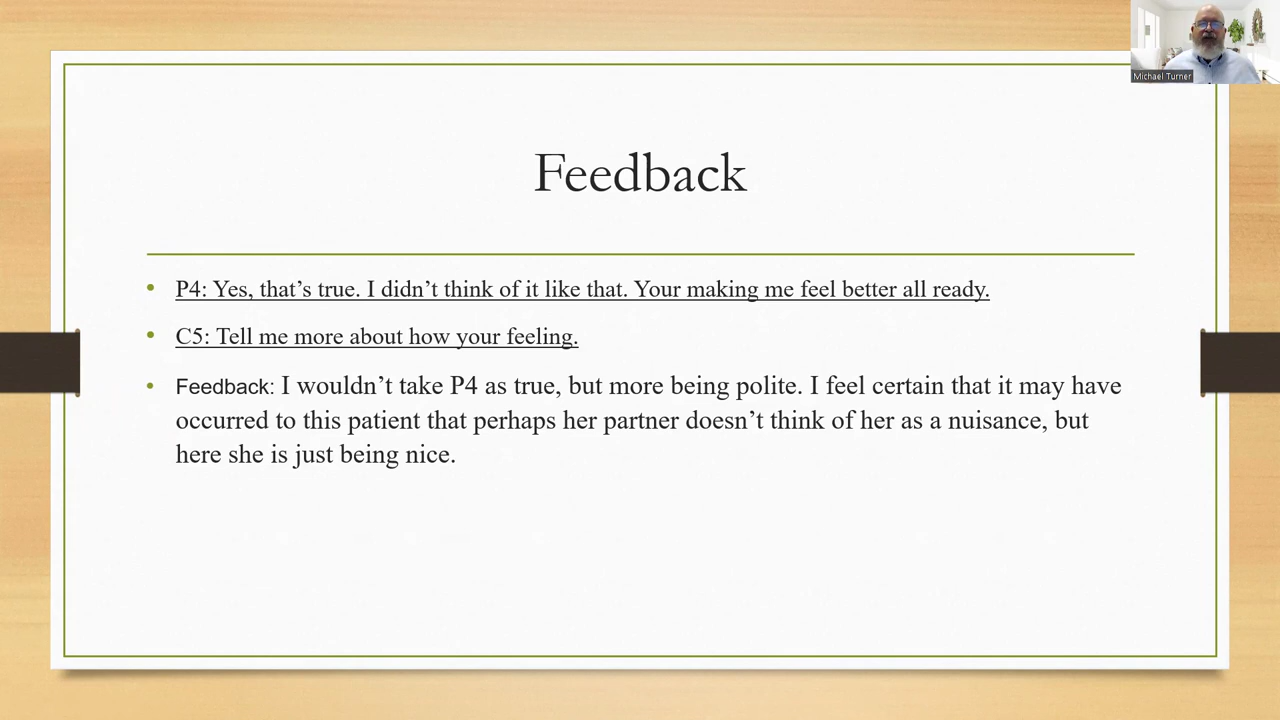 Michael Turner
Feedback
• P4: Yes, that’s true. I didn’t think of it like that. Your making me feel better all ready.
• C5: Tell me more about how your feeling.
• Feedback: I wouldn’t take P4 as true, but more being polite. I feel certain that it may have
occurred to this patient that perhaps her partner doesn’t think of her as a nuisance, but
here she is just being nice.